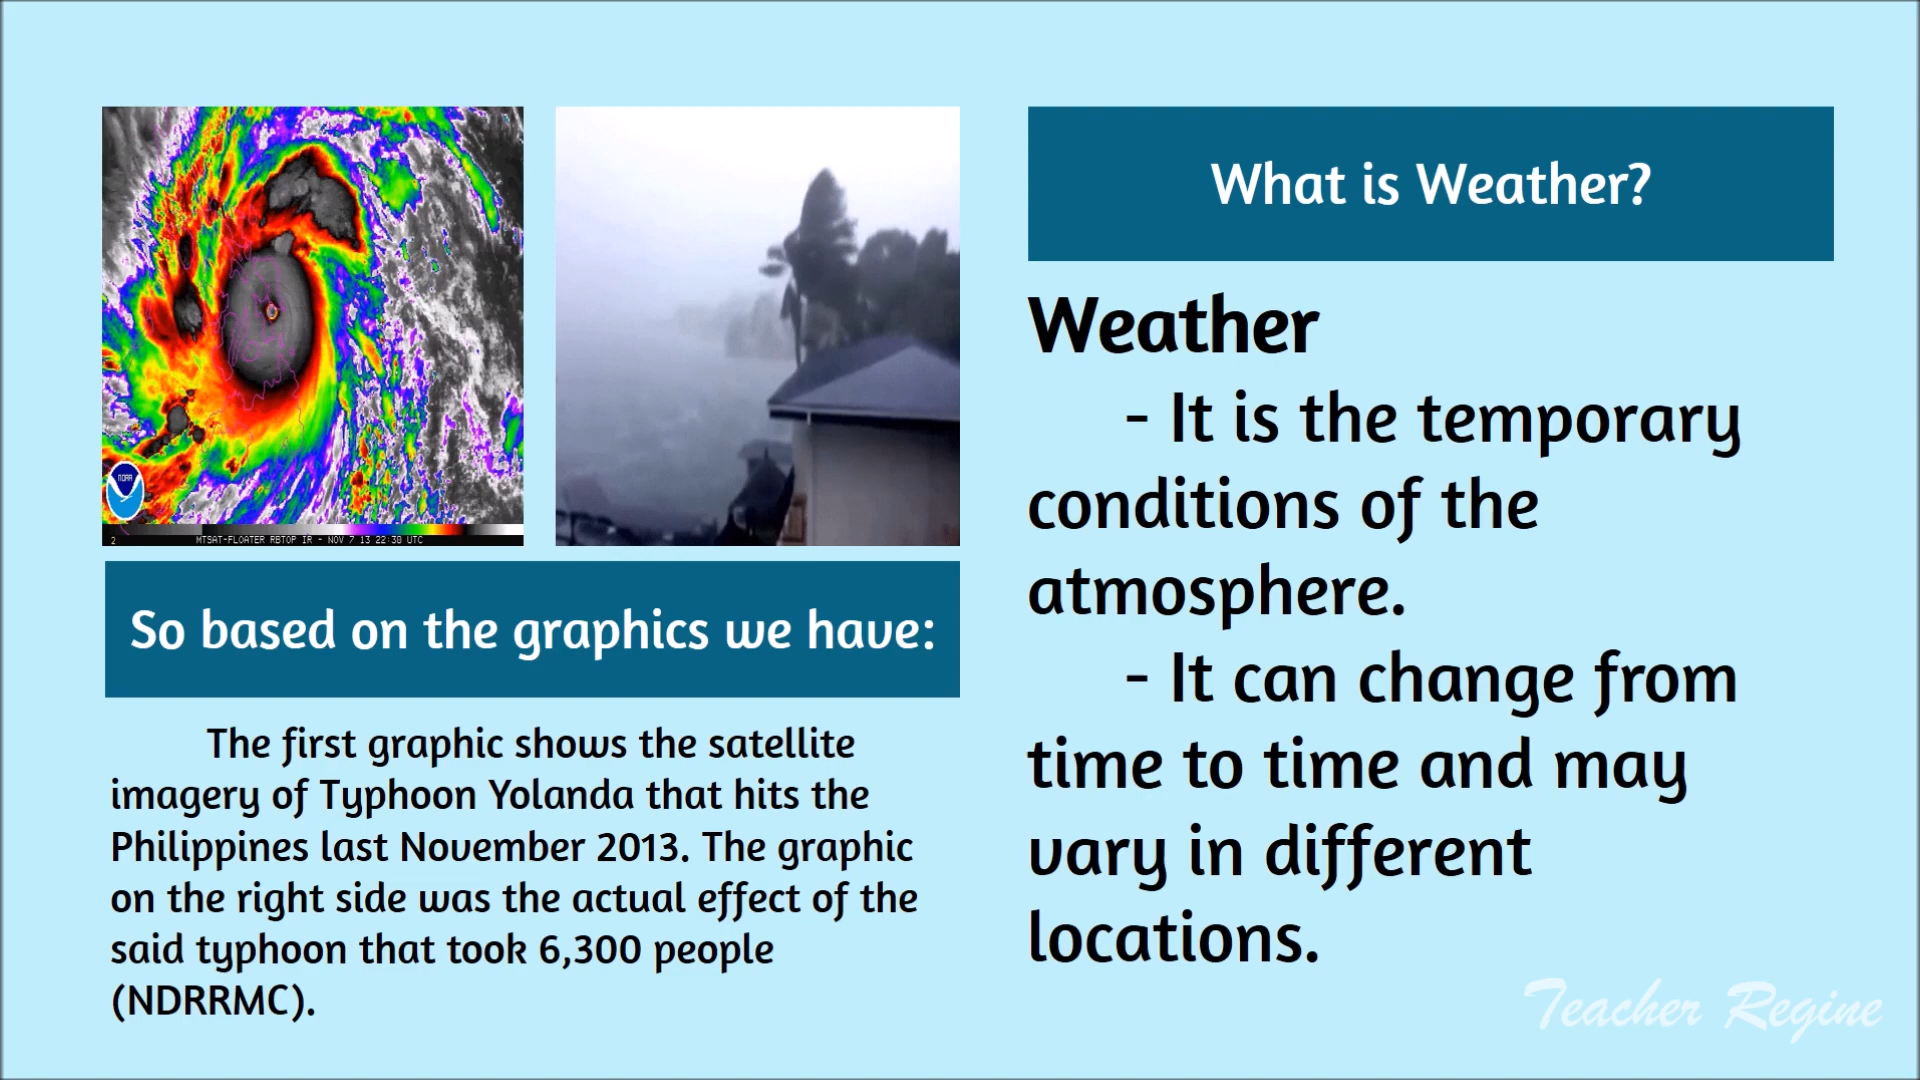 NOAA
2 MTSAT-FLOATER RBTOP IR - NOV 7 13 22:30 UTC
So based on the graphics we have:
The first graphic shows the satellite
imagery of Typhoon Yolanda that hits the
Philippines last November 2013. The graphic
on the right side was the actual effect of the
said typhoon that took 6,300 people
(NDRRMC).
What is Weather?
Weather
- It is the temporary
conditions of the
atmosphere.
- It can change from
time to time and may
vary in different
locations.
Teacher Regine